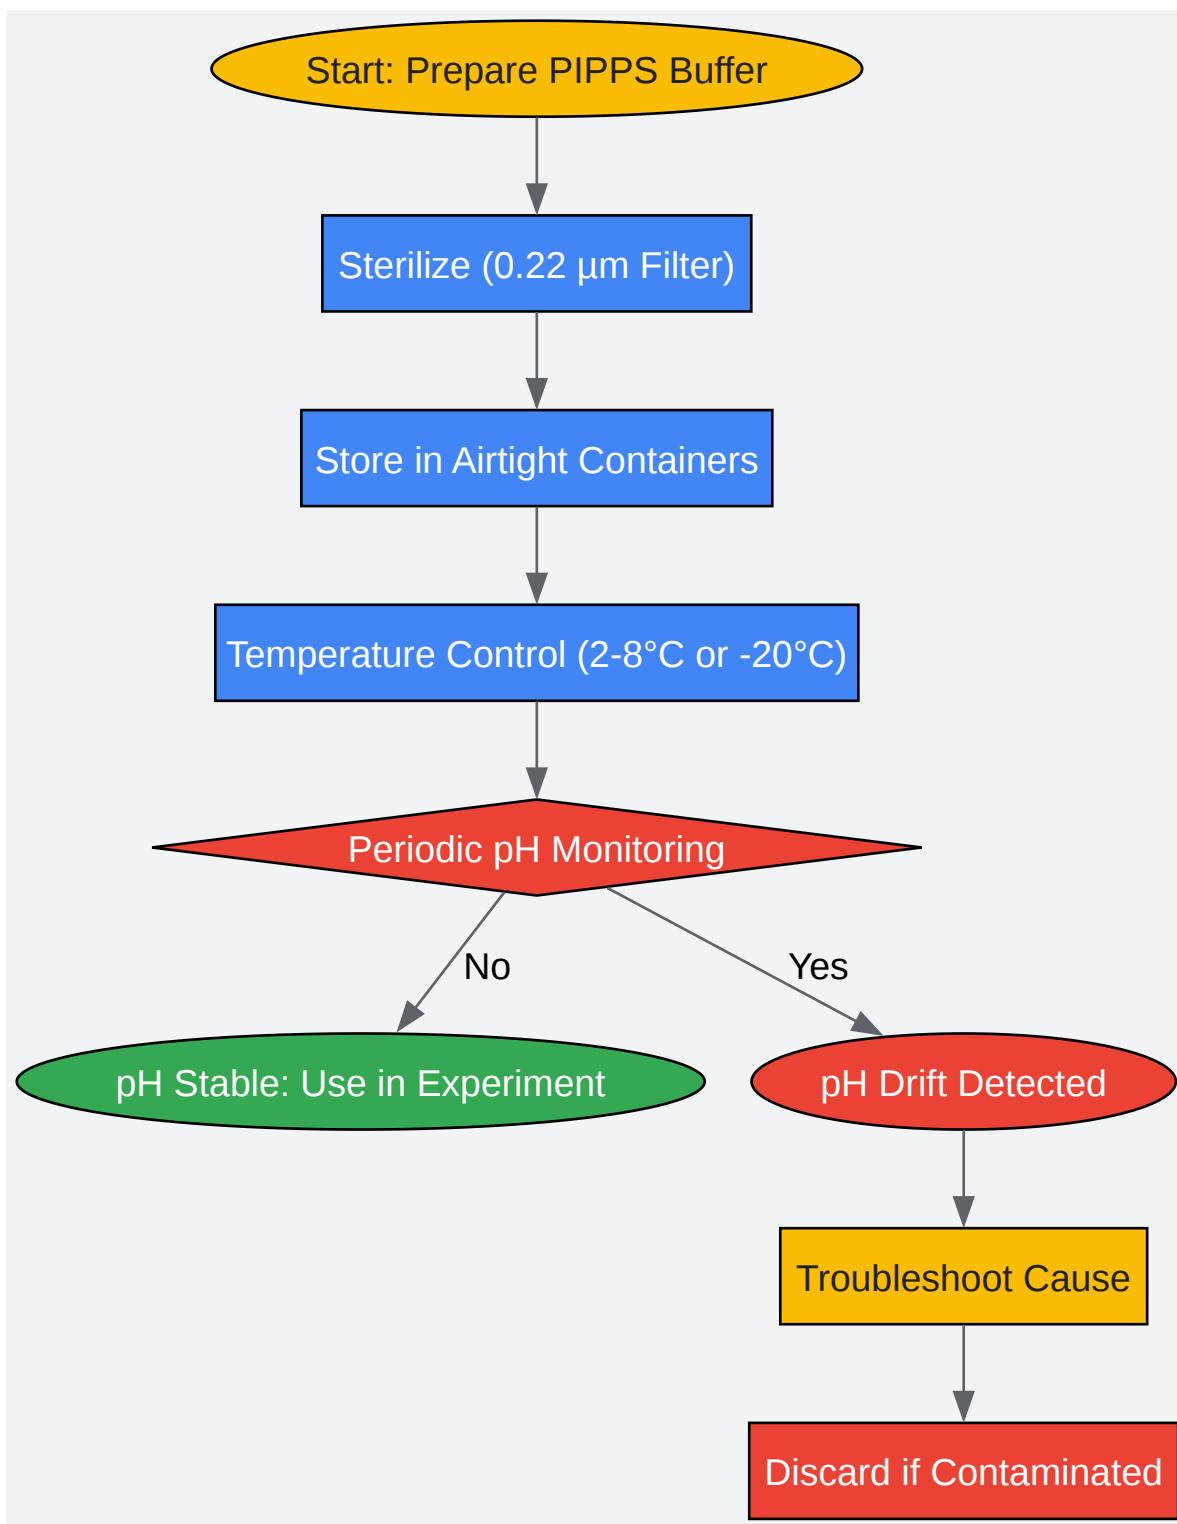 Start: Prepare PIPPS Buffer
Sterilize (0.22 µm Filter)
Store in Airtight Containers
Temperature Control (2-8°C or -20°C)
Periodic pH Monitoring
No
Yes
pH Stable: Use in Experiment
pH Drift Detected
Troubleshoot Cause
Discard if Contaminated